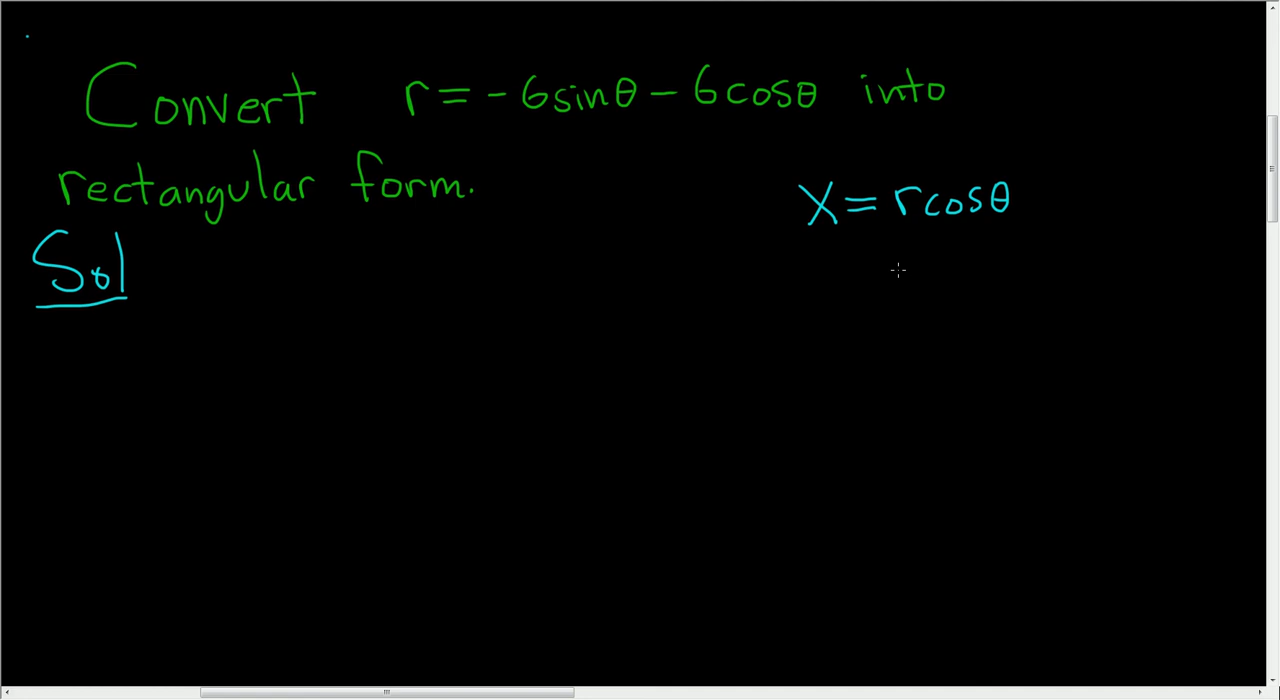 Convert r = -6sinθ - 6cosθ into
rectangular form.
x = rcosθ
Sol